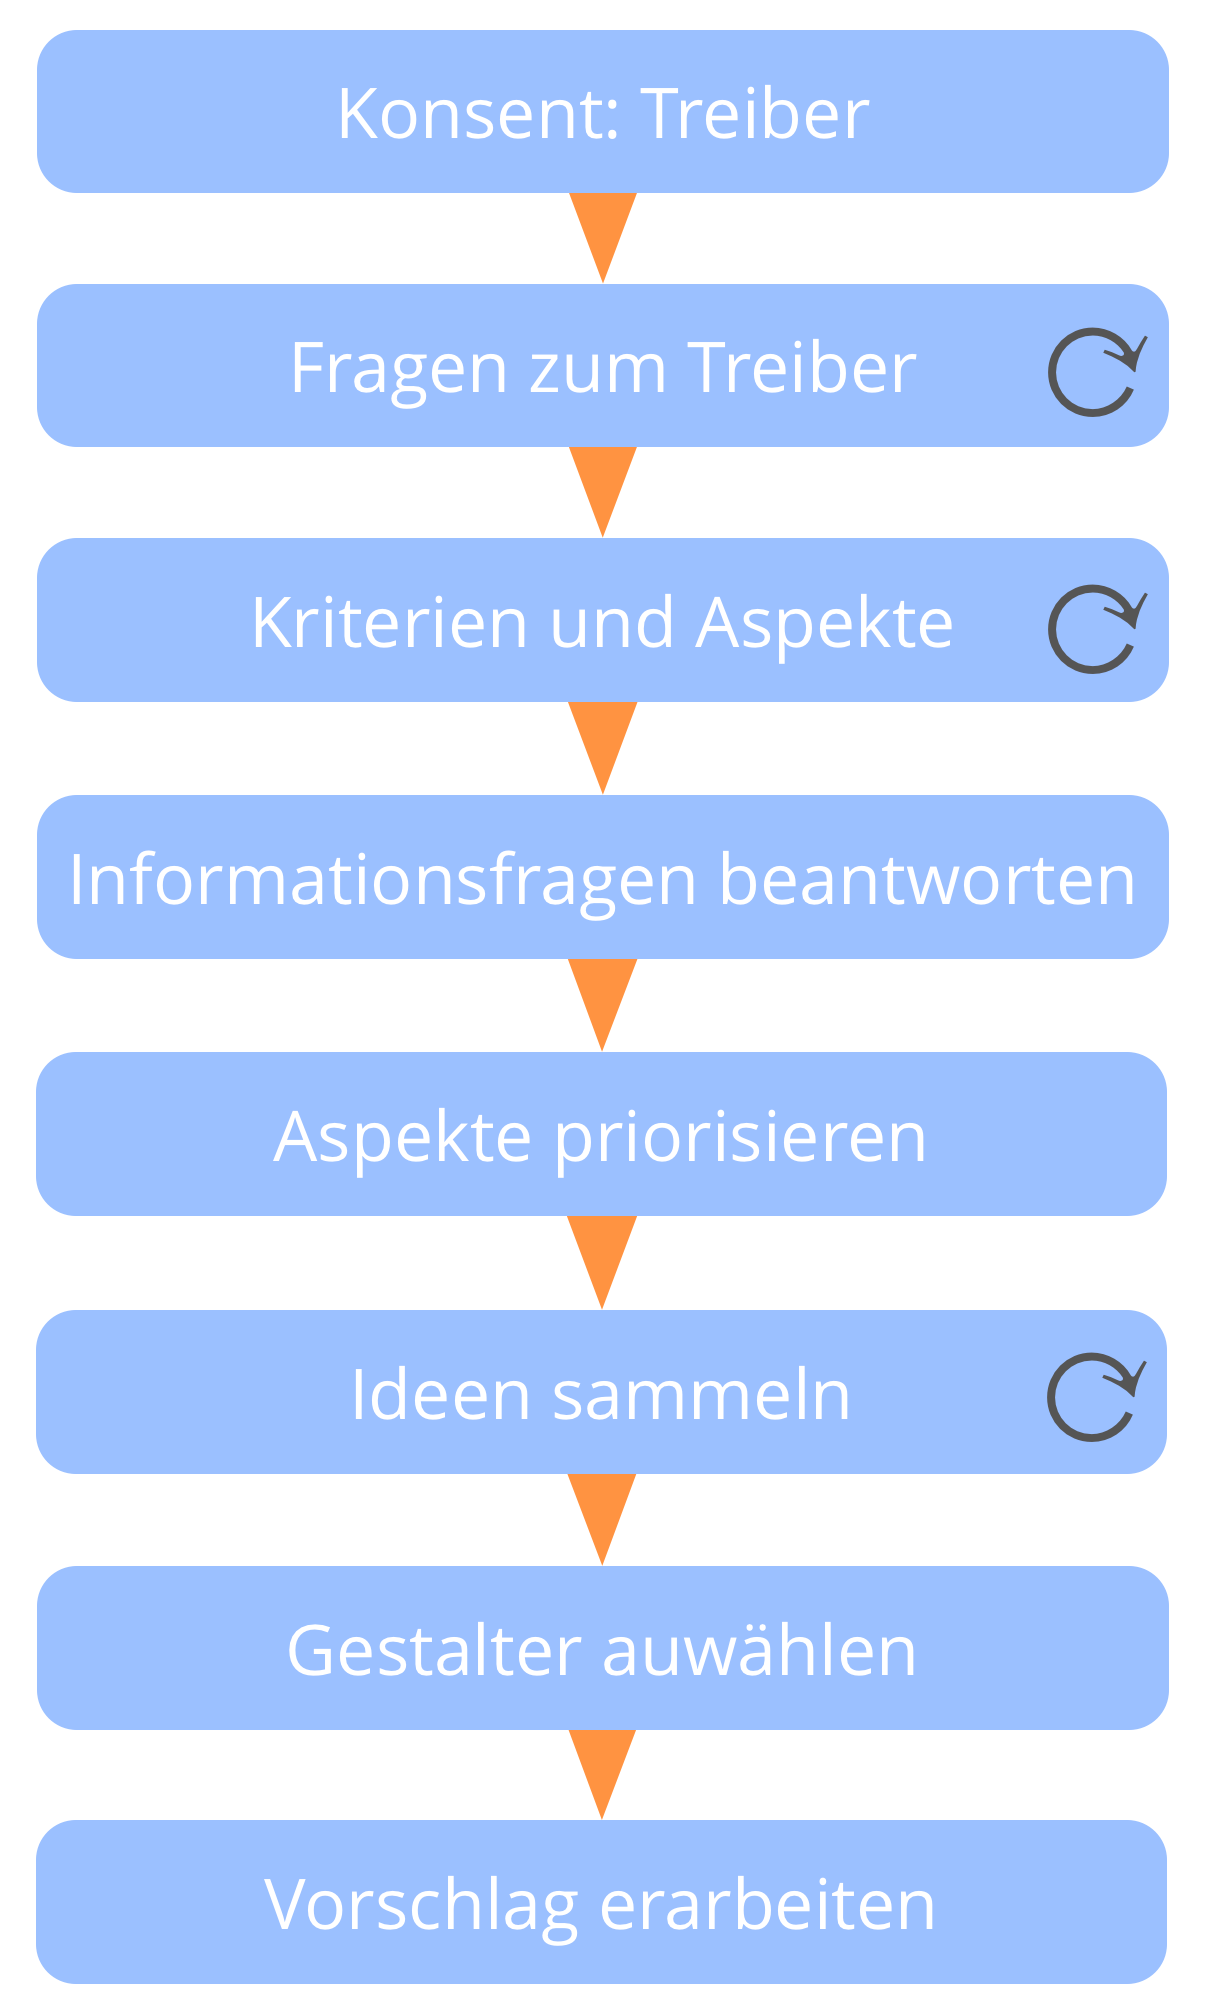 Konsent: Treiber
Fragen zum Treiber
Kriterien und Aspekte
Informationsfragen beantworten
Aspekte priorisieren
Ideen sammeln
Gestalter auwählen
Vorschlag erarbeiten